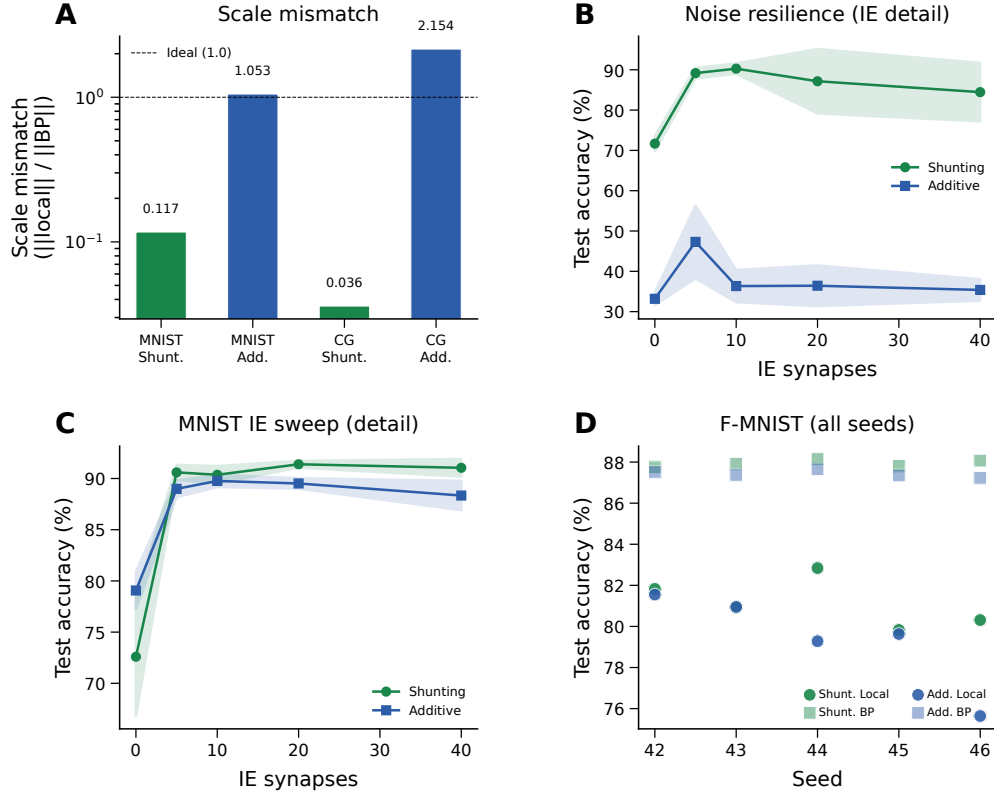 A
Scale mismatch
Scale mismatch
(||local|| / ||BP||)
10⁰
10⁻¹
Ideal (1.0)
0.117
1.053
0.036
2.154
MNIST
Shunt.
MNIST
Add.
CG
Shunt.
CG
Add.
B
Noise resilience (IE detail)
Test accuracy (%)
90
80
70
60
50
40
30
Shunting
Additive
0
10
20
30
40
IE synapses
C
MNIST IE sweep (detail)
Test accuracy (%)
90
85
80
75
70
Shunting
Additive
0
10
20
30
40
IE synapses
D
F-MNIST (all seeds)
Test accuracy (%)
88
86
84
82
80
78
76
Shunt. Local
Shunt. BP
Add. Local
Add. BP
42
43
44
45
46
Seed